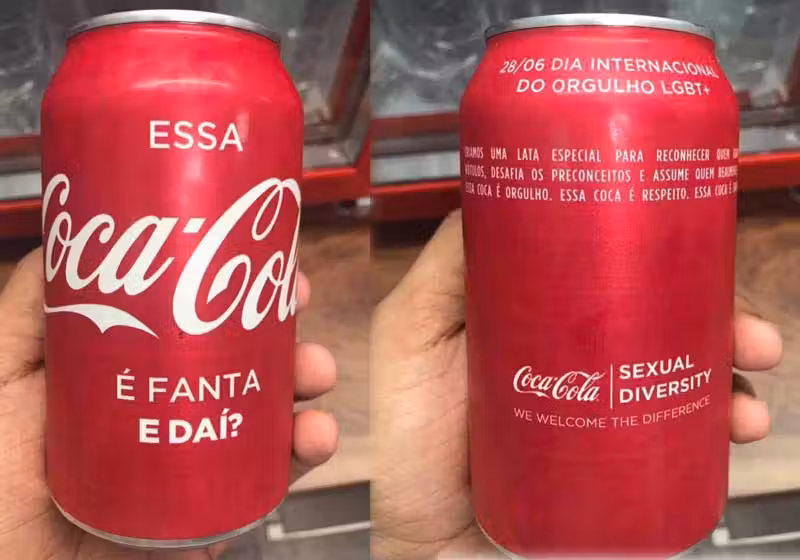 ESSA
Coca-Cola
É FANTA
E DAÍ?
28/06 DIA INTERNACIONAL
DO ORGULHO LGBT+
UMA LATA ESPECIAL PARA RECONHECER QUEM
DESAFIA OS PRECONCEITOS E ASSUME QUEM
ESSA COCA É ORGULHO. ESSA COCA É RESPEITO. ESSA COCA É
Coca-Cola
SEXUAL
DIVERSITY
WE WELCOME THE DIFFERENCE